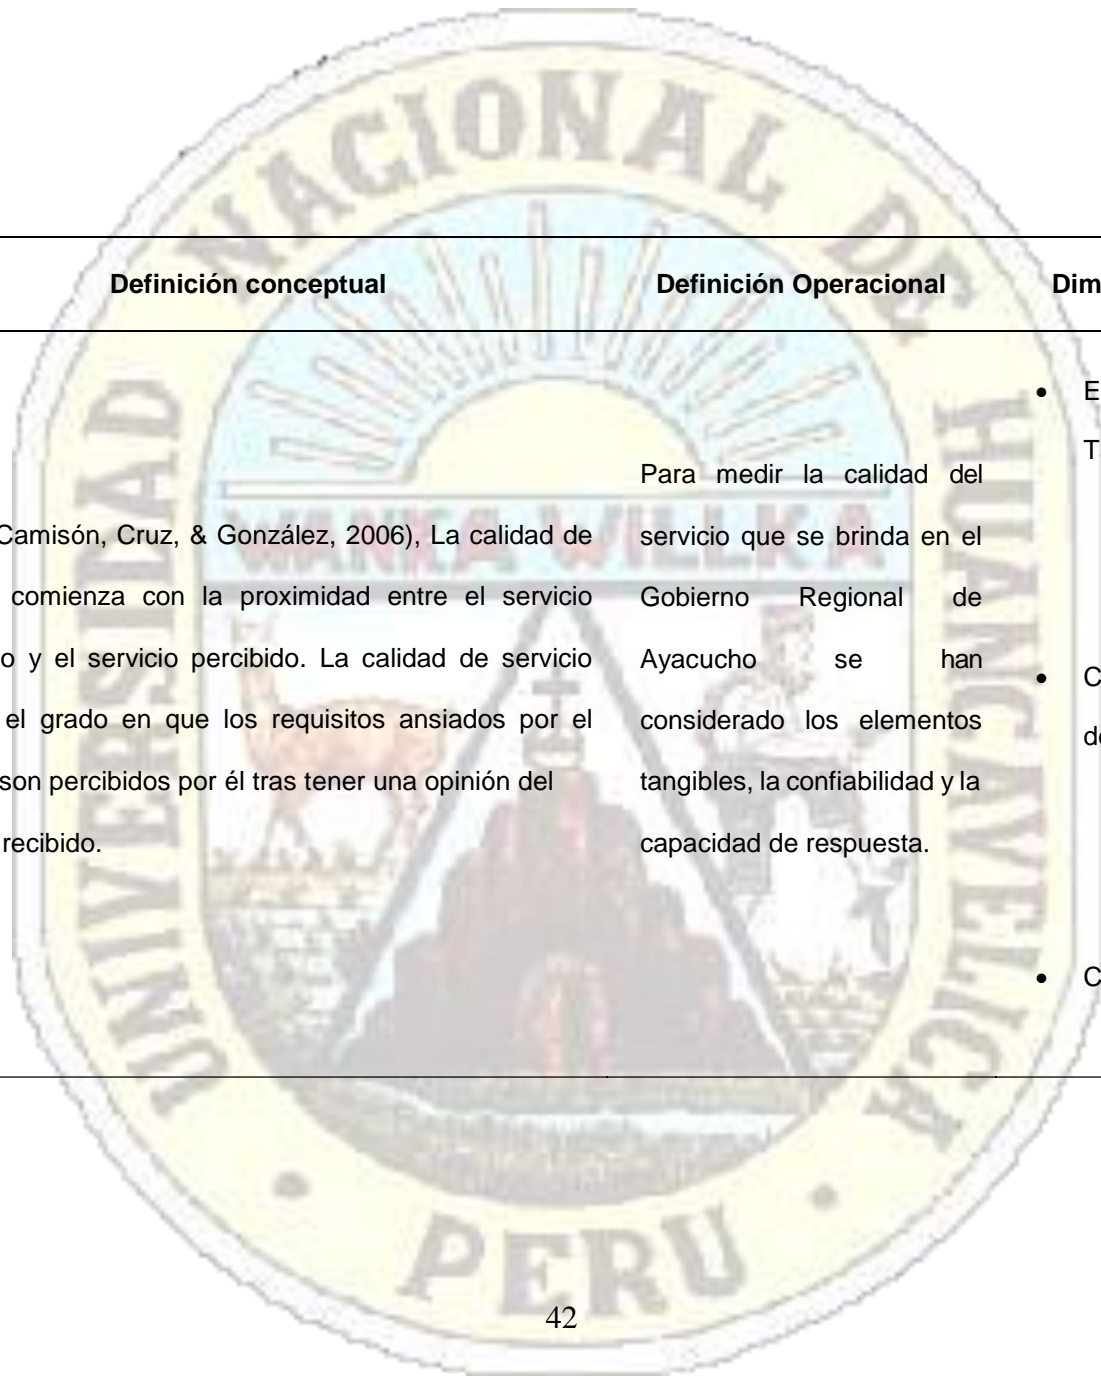 UNIVERSIDAD NACIONAL DE HUANCAVELICA
WANKA WILLKA
PERU
Definición conceptual
Definición Operacional
Dim
Camisón, Cruz, & González, 2006), La calidad de
comienza con la proximidad entre el servicio
o y el servicio percibido. La calidad de servicio
el grado en que los requisitos ansiados por el
son percibidos por él tras tener una opinión del
recibido.
Para medir la calidad del
servicio que se brinda en el
Gobierno Regional de
Ayacucho se han
considerado los elementos
tangibles, la confiabilidad y la
capacidad de respuesta.
• E
T
• C
de
• C
42